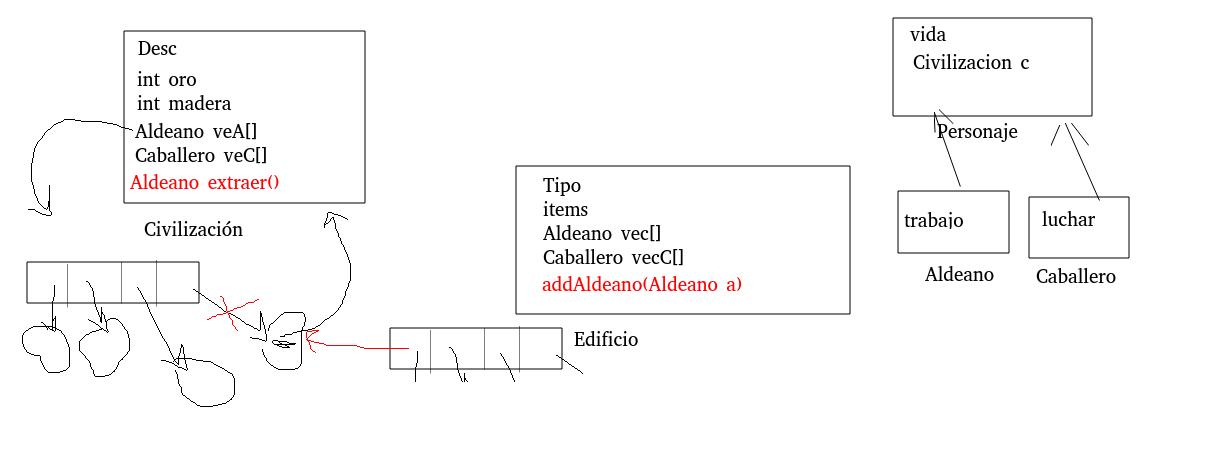 Desc
int oro
int madera
Aldeano veA[]
Caballero veC[]
Aldeano extraer()
Civilización
Tipo
items
Aldeano vec[]
Caballero vecC[]
addAldeano(Aldeano a)
Edificio
vida
Civilizacion c
Personaje
trabajo
luchar
Aldeano
Caballero